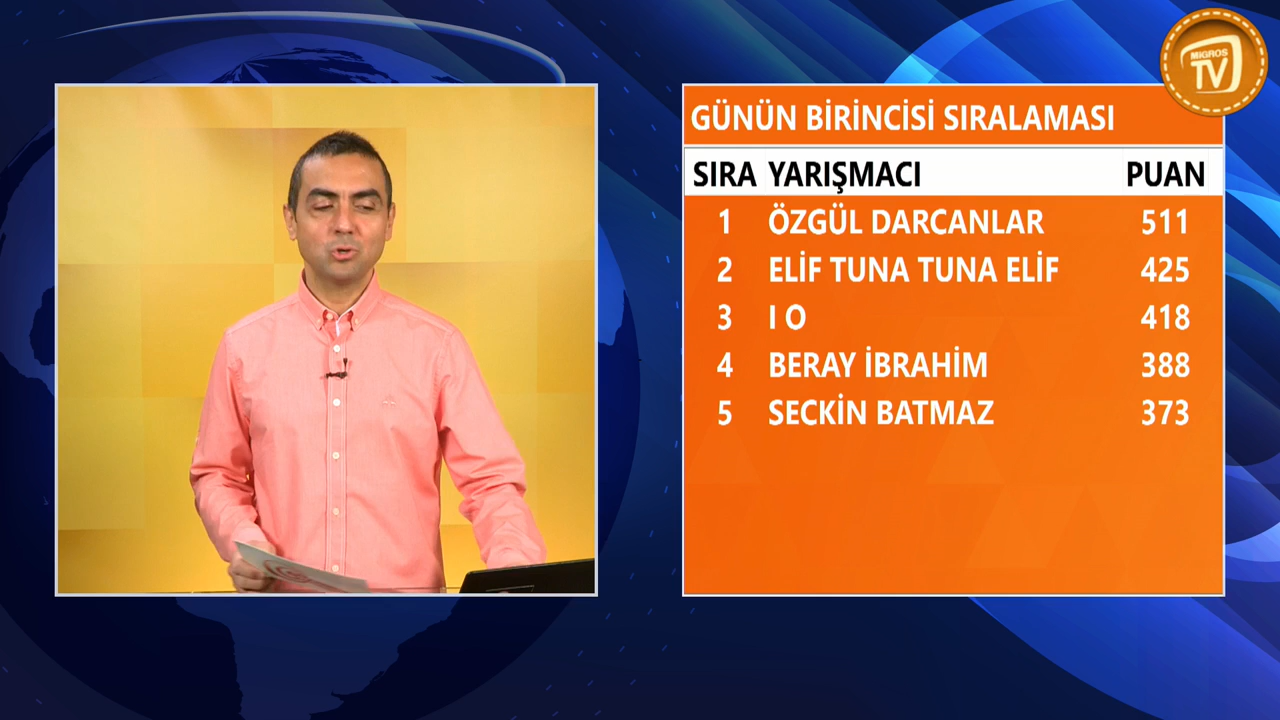 MİGROS
TV
GÜNÜN BİRİNCİSİ SIRALAMASI
SIRA YARIŞMACI PUAN
1 ÖZGÜL DARCANLAR 511
2 ELİF TUNA TUNA ELİF 425
3 I O 418
4 BERAY İBRAHİM 388
5 SECKİN BATMAZ 373